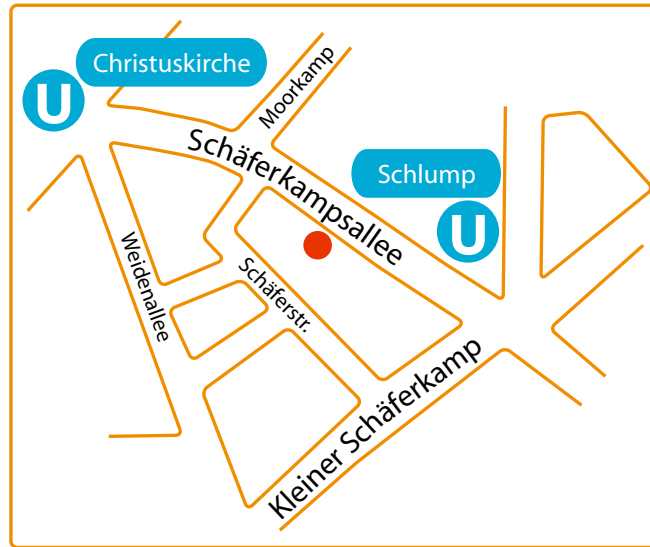 Christuskirche
U
Moorkamp
Schäferkampsallee
Schlump
U
Weidenallee
Schäferstr.
Kleiner Schäferkamp